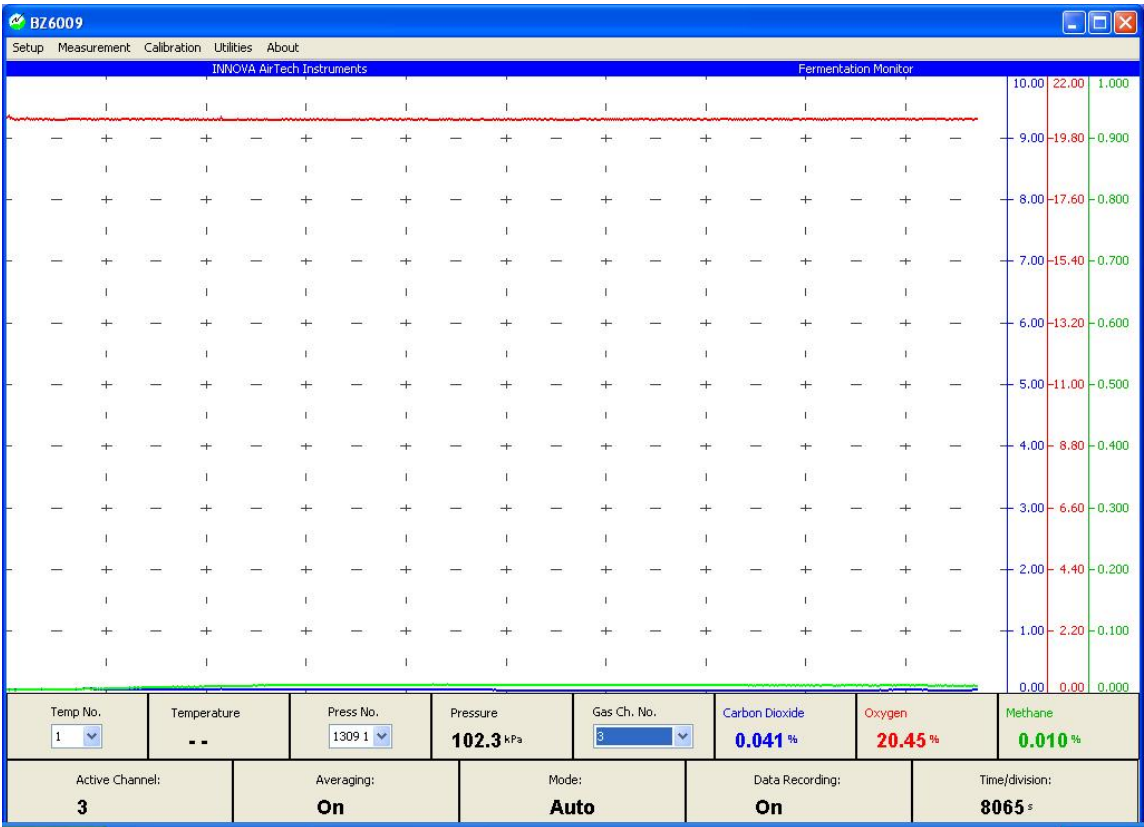 BZ6009
Setup Measurement Calibration Utilities About
INNOVA AirTech Instruments Fermentation Monitor
10.00 22.00 1.000
9.00 19.80 0.900
8.00 17.60 0.800
7.00 15.40 0.700
6.00 13.20 0.600
5.00 11.00 0.500
4.00 8.80 0.400
3.00 6.60 0.300
2.00 4.40 0.200
1.00 2.20 0.100
0.00 0.00 0.000
Temp No. Temperature Press No. Pressure Gas Ch. No. Carbon Dioxide Oxygen Methane
1 -- 1309 1 102.3 kPa 3 0.041 % 20.45 % 0.010 %
Active Channel: Averaging: Mode: Data Recording: Time/division:
3 On Auto On 8065 s